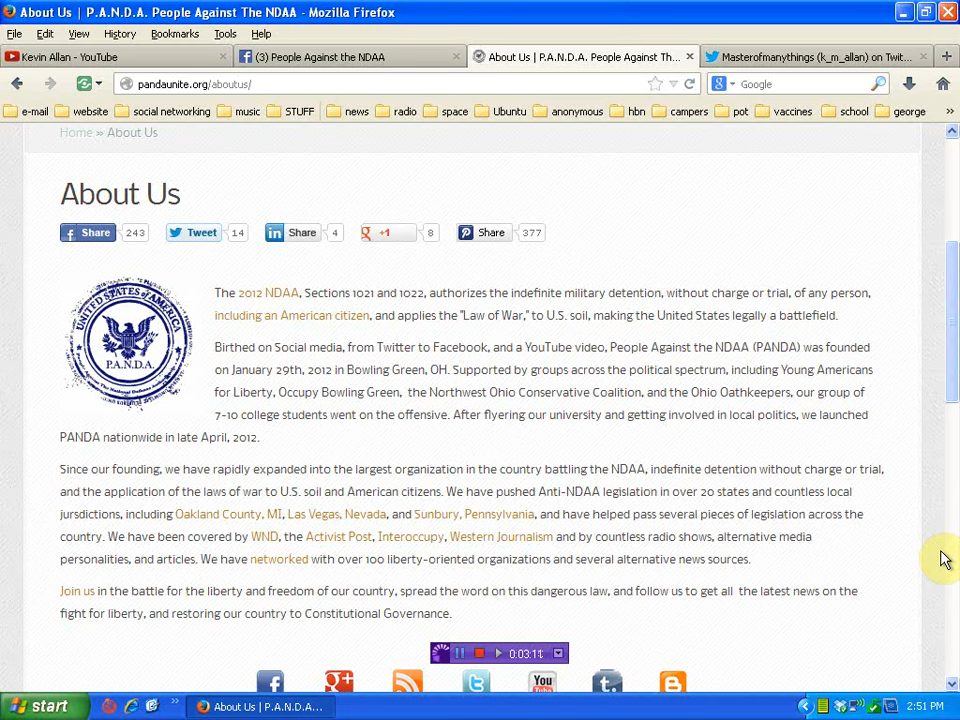 About Us | P.A.N.D.A. People Against The NDAA - Mozilla Firefox
File Edit View History Bookmarks Tools Help
Kevin Allan - YouTube
(3) People Against the NDAA
About Us | P.A.N.D.A. People Against Th...
Masterofmanythings (k_m_allan) on Twit...
pandaunite.org/aboutus/
Google
e-mail website social networking music STUFF news radio space Ubuntu anonymous hbn campers pot vaccines school george
Home » About Us
About Us
Share 243 Tweet 14 Share 4 +1 8 Share 377
UNITED STATES OF AMERICA
P.A.N.D.A.
The 2012 NDAA, Sections 1021 and 1022, authorizes the indefinite military detention, without charge or trial, of any person,
including an American citizen, and applies the "Law of War," to U.S. soil, making the United States legally a battlefield.
Birthed on Social media, from Twitter to Facebook, and a YouTube video, People Against the NDAA (PANDA) was founded
on January 29th, 2012 in Bowling Green, OH. Supported by groups across the political spectrum, including Young Americans
for Liberty, Occupy Bowling Green, the Northwest Ohio Conservative Coalition, and the Ohio Oathkeepers, our group of
7-10 college students went on the offensive. After flyering our university and getting involved in local politics, we launched
PANDA nationwide in late April, 2012.
Since our founding, we have rapidly expanded into the largest organization in the country battling the NDAA, indefinite detention without charge or trial,
and the application of the laws of war to U.S. soil and American citizens. We have pushed Anti-NDAA legislation in over 20 states and countless local
jursdictions, including Oakland County, MI, Las Vegas, Nevada, and Sunbury, Pennsylvania, and have helped pass several pieces of legislation across the
country. We have been covered by WND, the Activist Post, Interoccupy, Western Journalism and by countless radio shows, alternative media
personalities, and articles. We have networked with over 100 liberty-oriented organizations and several alternative news sources.
Join us in the battle for the liberty and freedom of our country, spread the word on this dangerous law, and follow us to get all the latest news on the
fight for liberty, and restoring our country to Constitutional Governance.
0:03:11
You
start
About Us | P.A.N.D.A...
2:51 PM